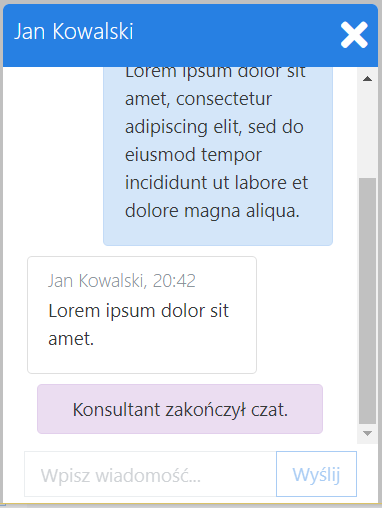 Jan Kowalski
Lorem ipsum dolor sit
amet, consectetur
adipiscing elit, sed do
eiusmod tempor
incididunt ut labore et
dolore magna aliqua.
Jan Kowalski, 20:42
Lorem ipsum dolor sit
amet.
Konsultant zakończył czat.
Wpisz wiadomość...
Wyślij